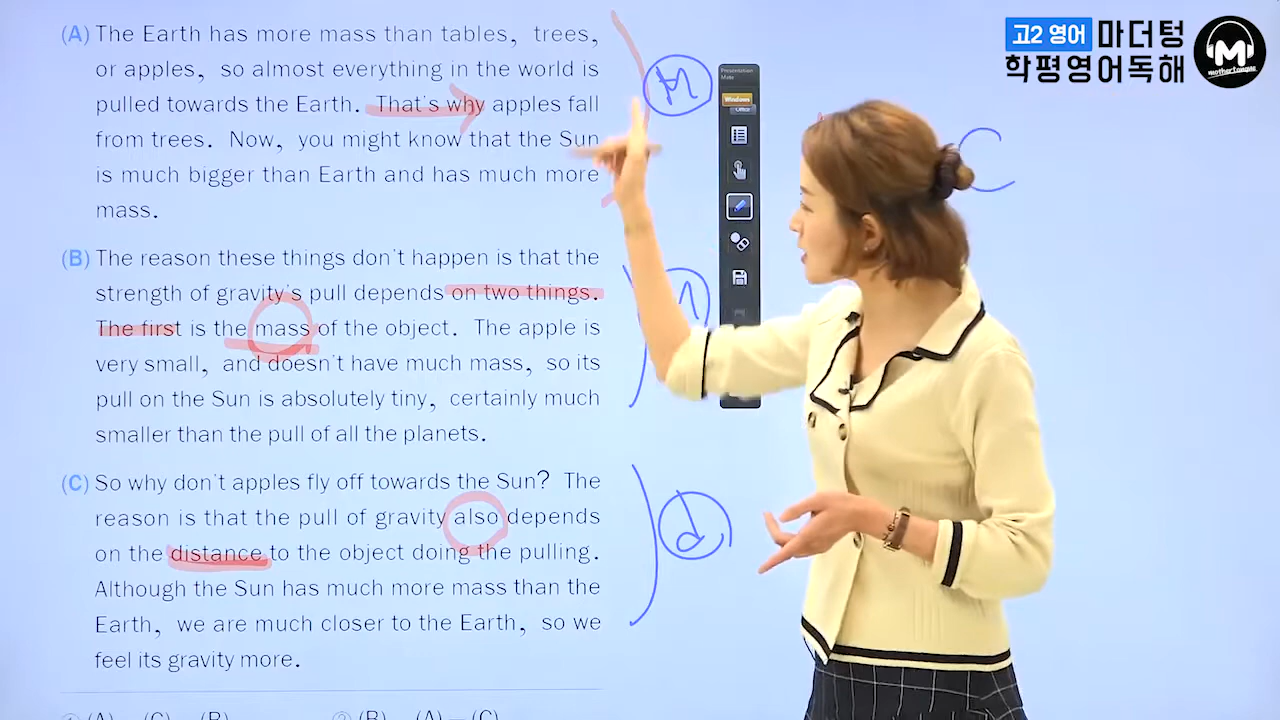 (A) The Earth has more mass than tables, trees,
or apples, so almost everything in the world is
pulled towards the Earth. That's why apples fall
from trees. Now, you might know that the Sun
is much bigger than Earth and has much more
mass.
(B) The reason these things don't happen is that the
strength of gravity's pull depends on two things.
The first is the mass of the object. The apple is
very small, and doesn't have much mass, so its
pull on the Sun is absolutely tiny, certainly much
smaller than the pull of all the planets.
(C) So why don't apples fly off towards the Sun? The
reason is that the pull of gravity also depends
on the distance to the object doing the pulling.
Although the Sun has much more mass than the
Earth, we are much closer to the Earth, so we
feel its gravity more.
(A) (C) (B)
(B) (A) – (C)
M
d
C
Presentation
Mode
Windows
Office
고2 영어 마더텅
학평영어독해
M
mothertongue